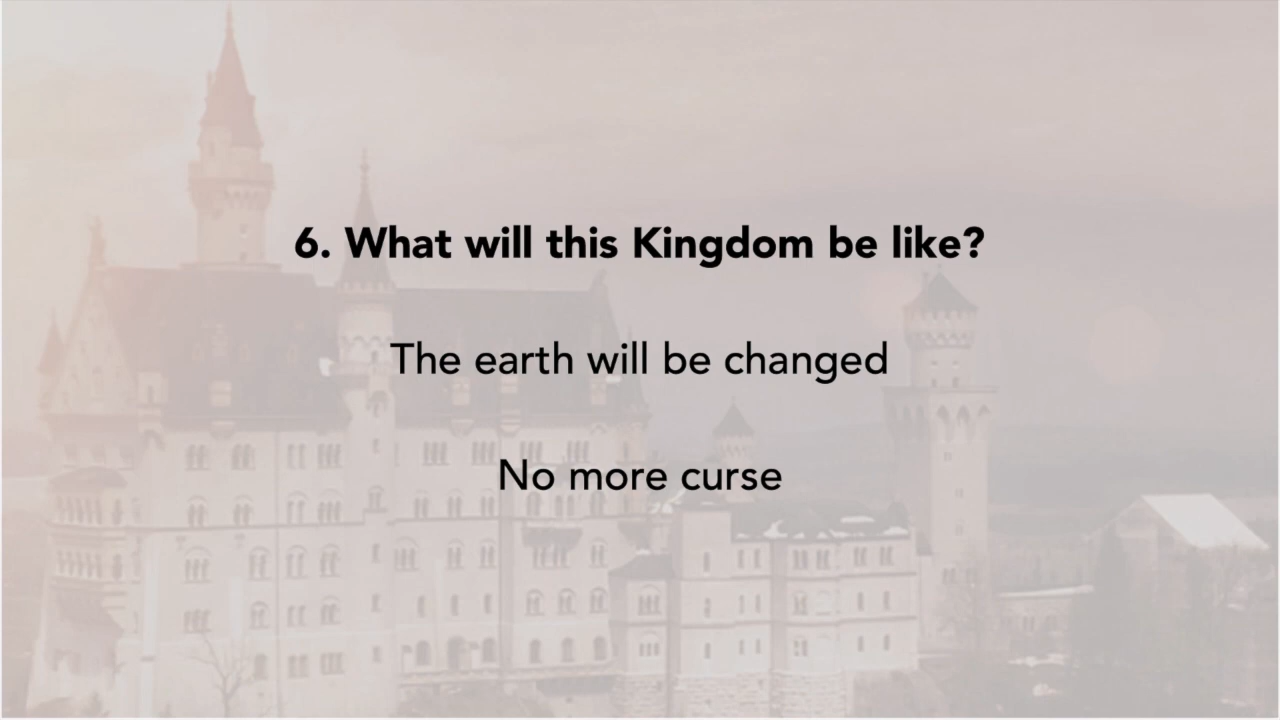 6. What will this Kingdom be like?
The earth will be changed
No more curse